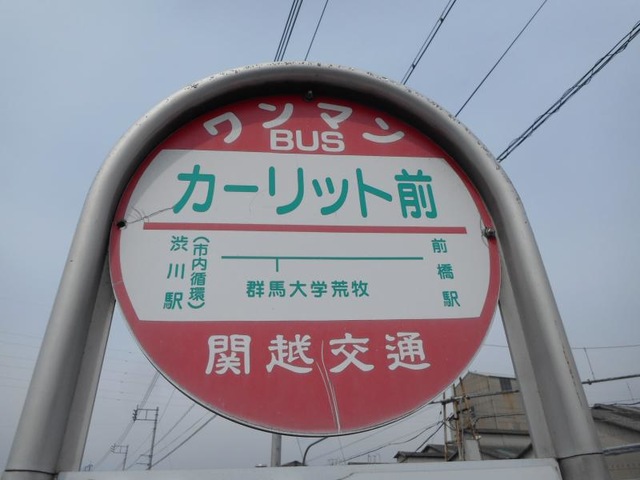 ワンマン
BUS
カーリット前
渋川駅
(市内循環)
群馬大学荒牧
前橋駅
関越交通